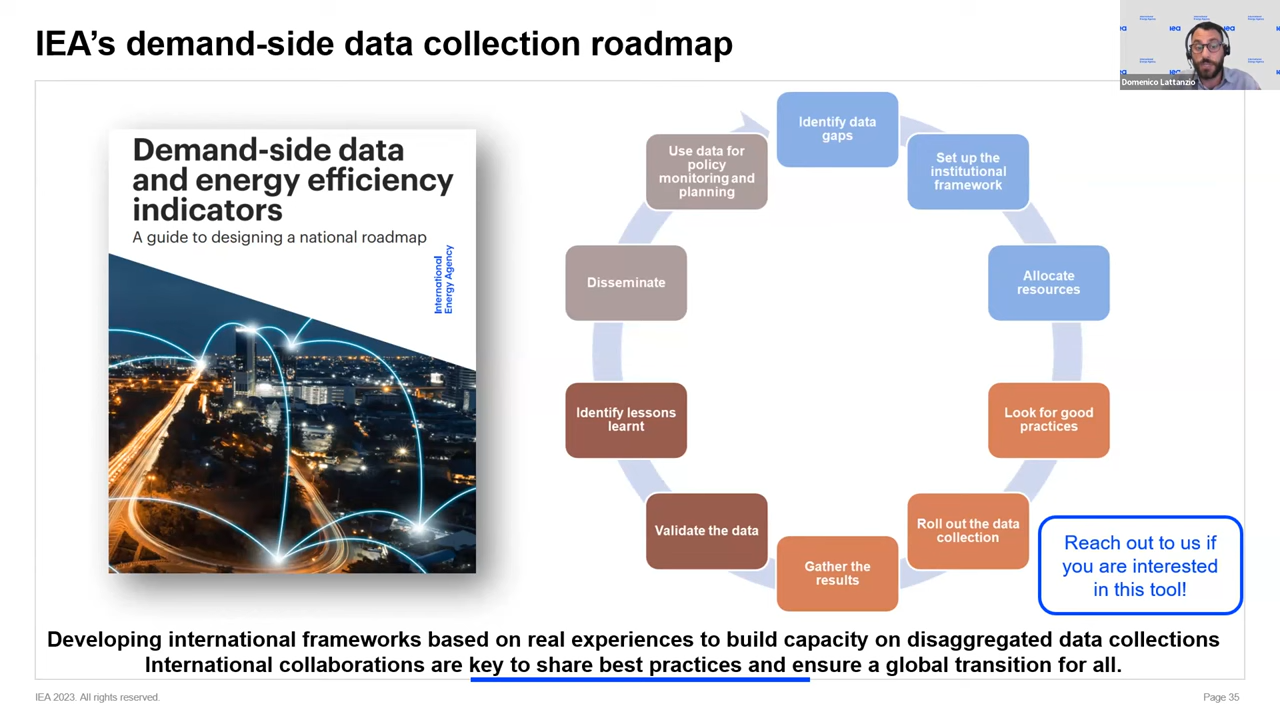 IEA's demand-side data collection roadmap
Domenico Lattanzio
Demand-side data
and energy efficiency
indicators
A guide to designing a national roadmap
International
Energy Agency
Identify data
gaps
Set up the
institutional
framework
Allocate
resources
Look for good
practices
Roll out the data
collection
Gather the
results
Validate the data
Identify lessons
learnt
Disseminate
Use data for
policy
monitoring and
planning
Reach out to us if
you are interested
in this tool!
Developing international frameworks based on real experiences to build capacity on disaggregated data collections
International collaborations are key to share best practices and ensure a global transition for all.
IEA 2023. All rights reserved.
Page 35